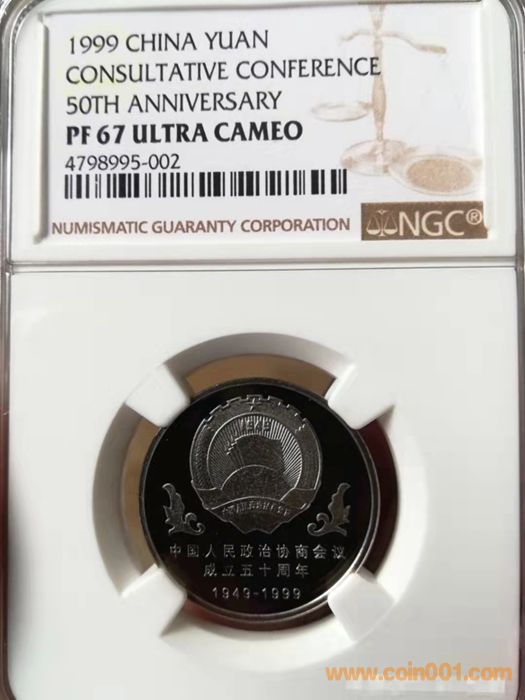 1999 CHINA YUAN
CONSULTATIVE CONFERENCE
50TH ANNIVERSARY
PF 67 ULTRA CAMEO
4798995-002
NUMISMATIC GUARANTY CORPORATION
NGC®
中国人民政治协商会议
成立五十周年
1949-1999
www.coin001.com